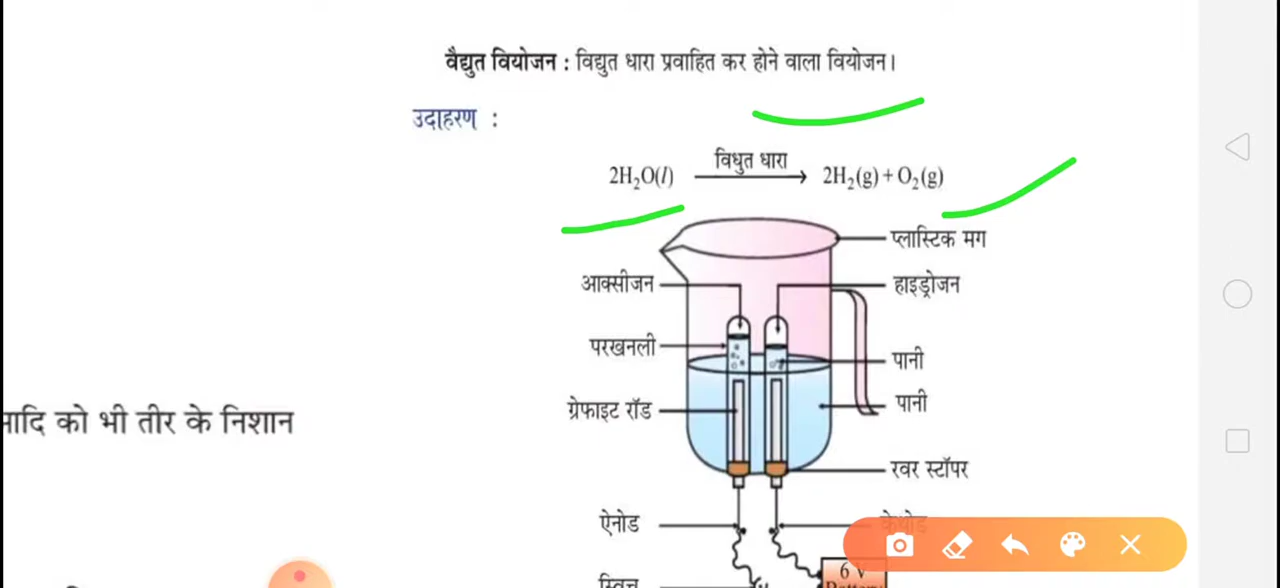 वैद्युत वियोजन : विद्युत धारा प्रवाहित कर होने वाला वियोजन।
उदाहरण :
विधुत धारा
2H₂O(l) ⟶ 2H₂(g) + O₂(g)
प्लास्टिक मग
आक्सीजन
हाइड्रोजन
परखनली
पानी
ग्रेफाइट रॉड
पानी
आदि को भी तीर के निशान
रवर स्टॉपर
ऐनोड
कैथोड
6 V